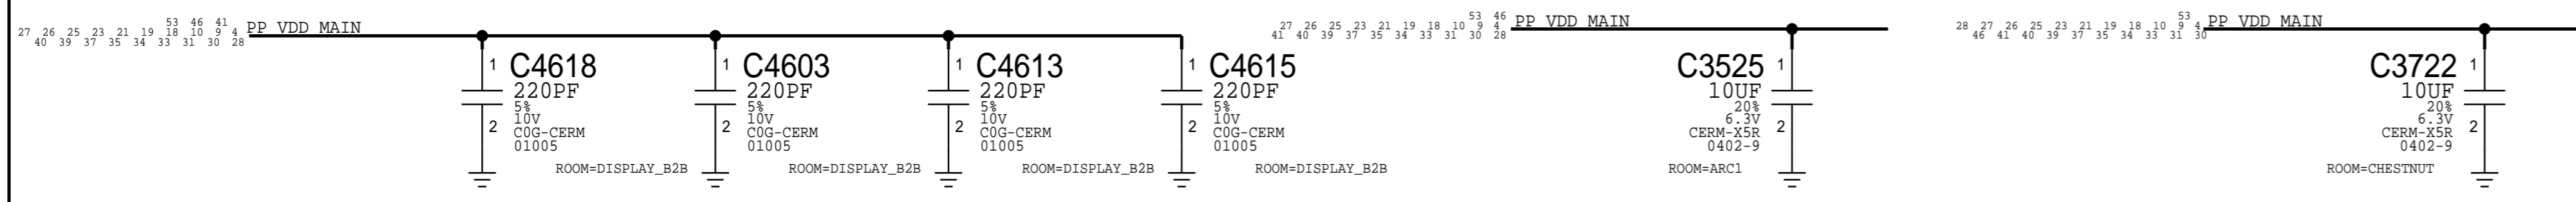 53 46 41
27 26 25 23 21 19 18 10 9 4 PP_VDD_MAIN
40 39 37 35 34 33 31 30 28
1 C4618
220PF
5%
10V
2 C0G-CERM
01005
ROOM=DISPLAY_B2B
1 C4603
220PF
5%
10V
2 C0G-CERM
01005
ROOM=DISPLAY_B2B
1 C4613
220PF
5%
10V
2 C0G-CERM
01005
ROOM=DISPLAY_B2B
1 C4615
220PF
5%
10V
2 C0G-CERM
01005
ROOM=DISPLAY_B2B
53 46
27 26 25 23 21 19 18 10 9 4 PP_VDD_MAIN
41 40 39 37 35 34 33 31 30 28
C3525 1
10UF
20%
6.3V
CERM-X5R 2
0402-9
ROOM=ARC1
53
28 27 26 25 23 21 19 18 10 9 4 PP_VDD_MAIN
46 41 40 39 37 35 34 33 31 30
C3722 1
10UF
20%
6.3V
CERM-X5R 2
0402-9
ROOM=CHESTNUT